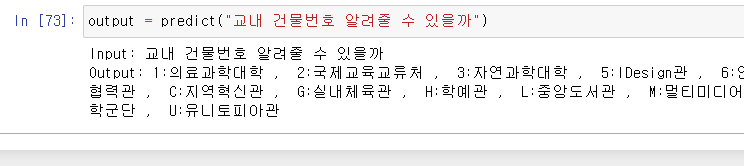 In [73]: output = predict("교내 건물번호 알려줄 수 있을까")
Input: 교내 건물번호 알려줄 수 있을까
Output: 1:의료과학대학 , 2:국제교육교류처 , 3:자연과학대학 , 5:IDesign관 , 6:인
협력관 , C:지역혁신관 , G:실내체육관 , H:학예관 , L:중앙도서관 , M:멀티미디어
학군단 , U:유니토피아관